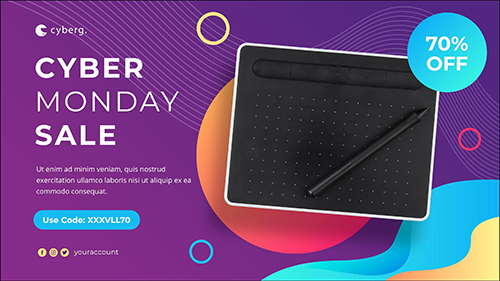 cyberg.
CYBER
MONDAY
SALE
70%
OFF
Ut enim ad minim veniam, quis nostrud
exercitation ullamco laboris nisi ut aliquip ex ea
commodo consequat.
Use Code: XXXVLL70
youraccount